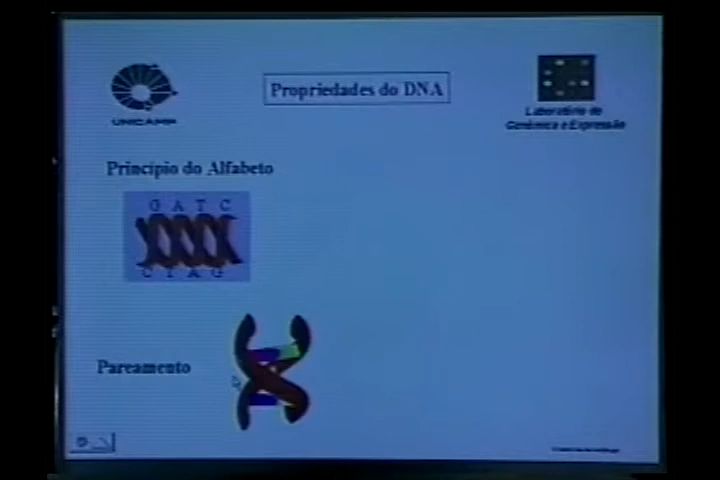 Propriedades do DNA
UNICAMP
Laboratório de
Genômica e Expressão
Princípio do Alfabeto
G A T C
C T A G
Pareamento